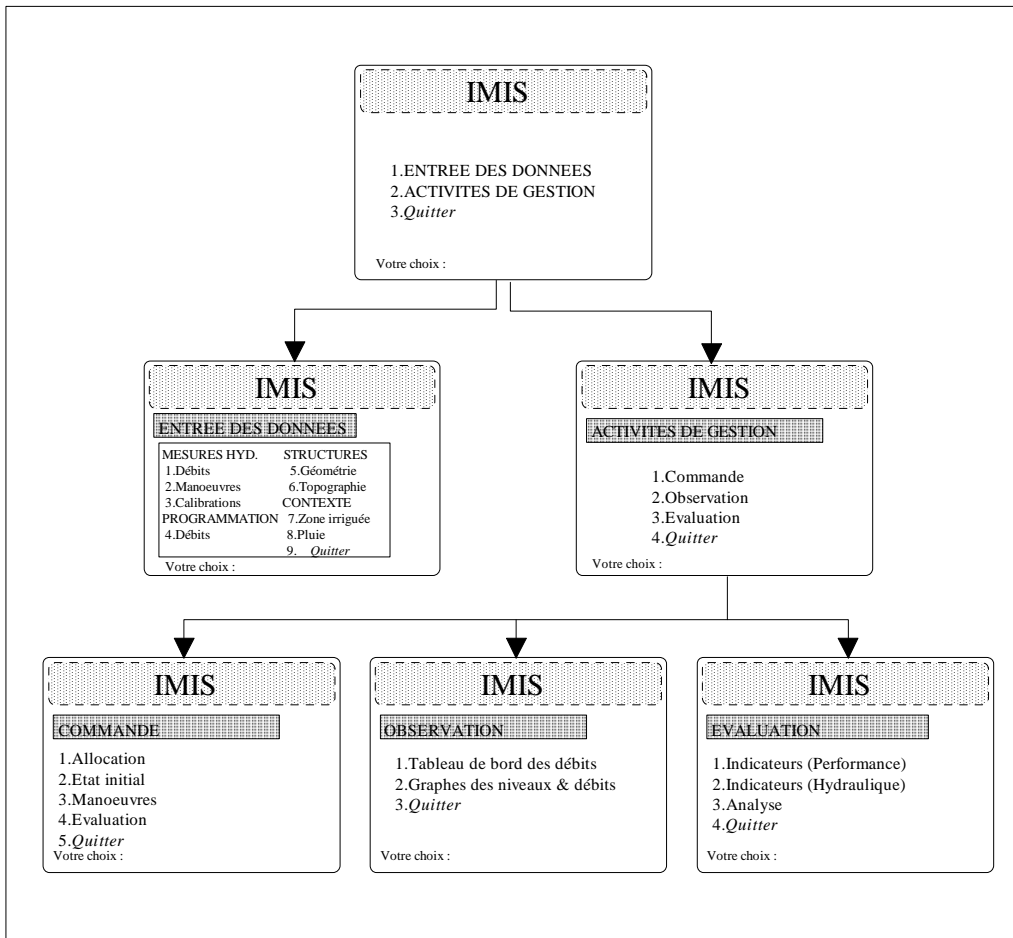 IMIS
1.ENTREE DES DONNEES
2.ACTIVITES DE GESTION
3.Quitter
Votre choix :
IMIS
ENTREE DES DONNEES
MESURES HYD. STRUCTURES
1.Débits 5.Géométrie
2.Manoeuvres 6.Topographie
3.Calibrations CONTEXTE
PROGRAMMATION 7.Zone irriguée
4.Débits 8.Pluie
9. Quitter
Votre choix :
IMIS
ACTIVITES DE GESTION
1.Commande
2.Observation
3.Evaluation
4.Quitter
Votre choix :
IMIS
COMMANDE
1.Allocation
2.Etat initial
3.Manoeuvres
4.Evaluation
5.Quitter
Votre choix :
IMIS
OBSERVATION
1.Tableau de bord des débits
2.Graphes des niveaux & débits
3.Quitter
Votre choix :
IMIS
EVALUATION
1.Indicateurs (Performance)
2.Indicateurs (Hydraulique)
3.Analyse
4.Quitter
Votre choix :